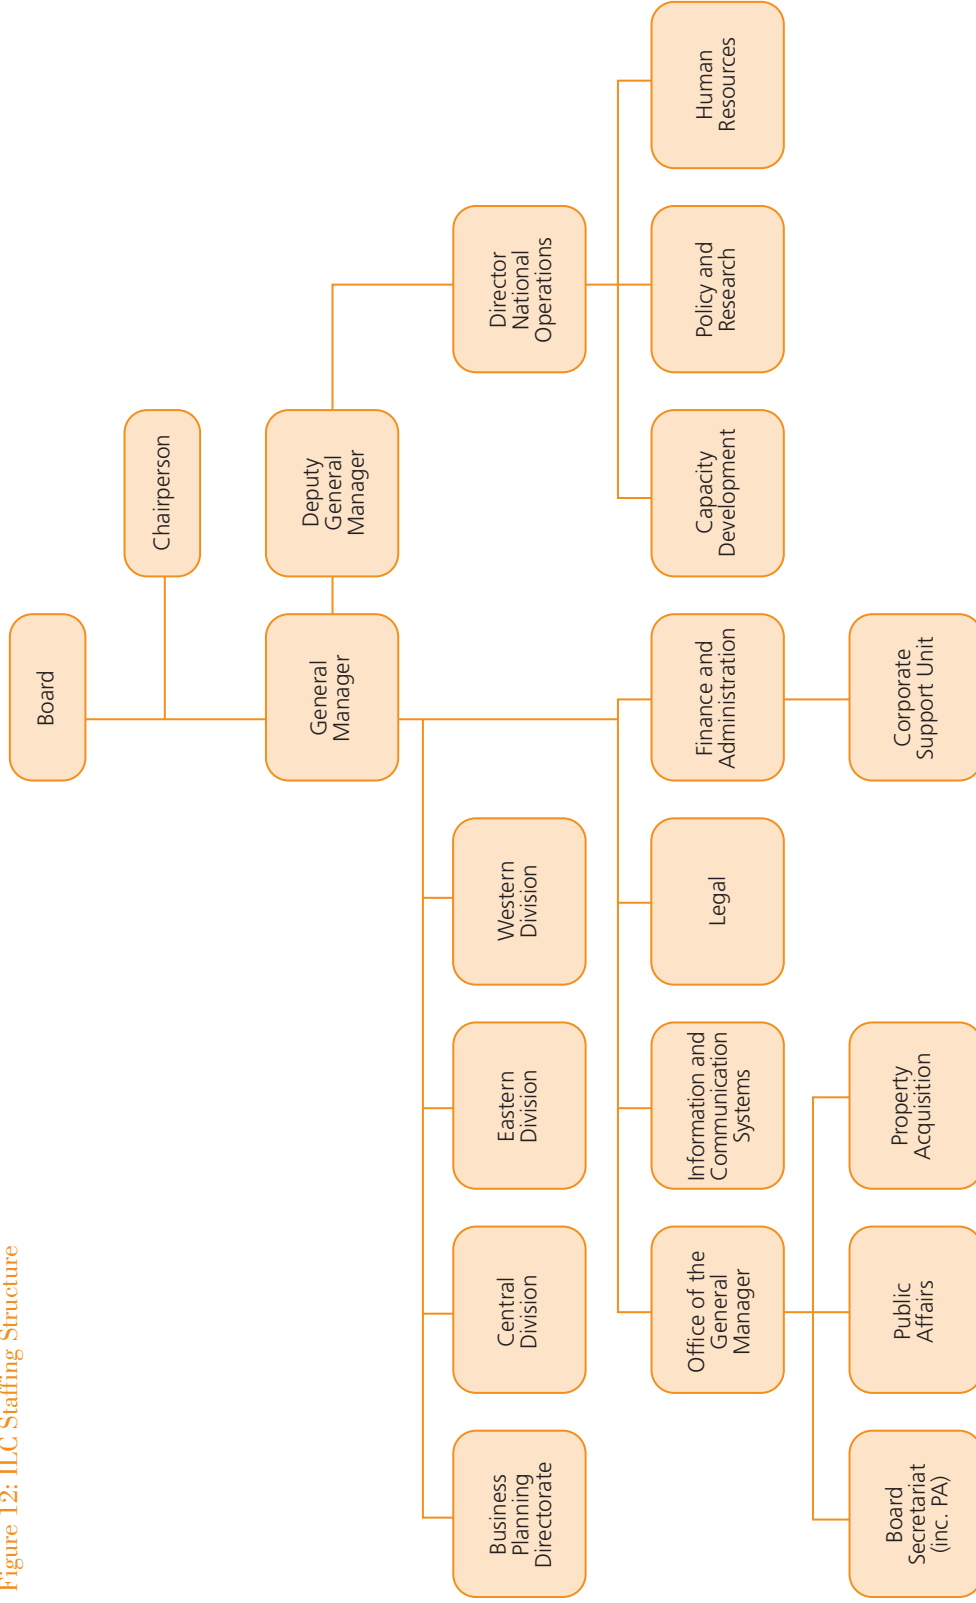 Figure 12: ILC Staffing Structure
Board
Chairperson
General
Manager
Deputy
General
Manager
Business
Planning
Directorate
Central
Division
Eastern
Division
Western
Division
Director
National
Operations
Office of the
General
Manager
Information and
Communication
Systems
Legal
Finance and
Administration
Capacity
Development
Policy and
Research
Human
Resources
Board
Secretariat
(inc. PA)
Public
Affairs
Property
Acquisition
Corporate
Support Unit